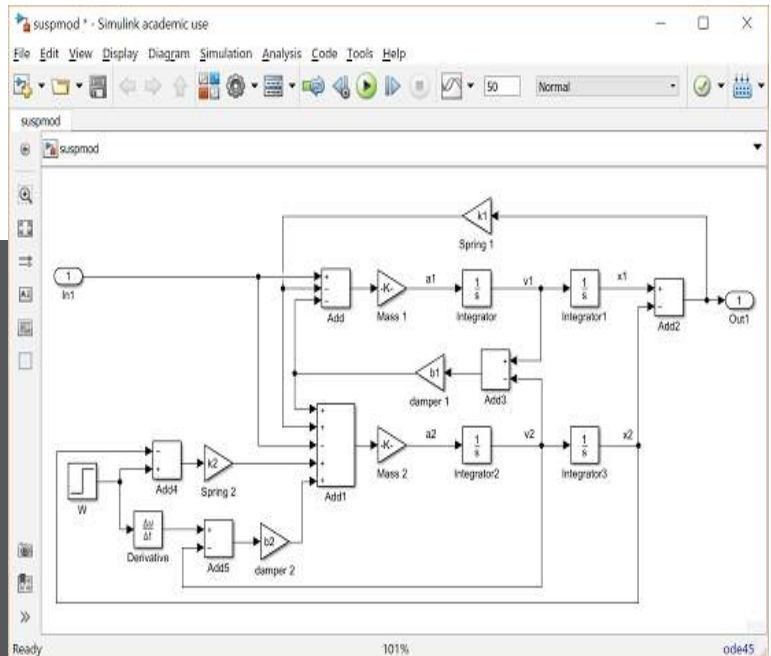 suspmod * - Simulink academic use
File Edit View Display Diagram Simulation Analysis Code Tools Help
50 Normal
suspmod
suspmod
k1
Spring 1
1
In1
+
-
-
Add
-K-
Mass 1
a1
1
s
Integrator
v1
1
s
Integrator1
x1
+
-
Add2
1
Out1
b1
damper 1
+
-
Add3
+
+
-
+
+
Add1
-K-
Mass 2
a2
1
s
Integrator2
v2
1
s
Integrator3
x2
-
+
Add4
k2
Spring 2
W
Δu
Δt
Derivative
+
-
Add5
b2
damper 2
Ready 101% ode45